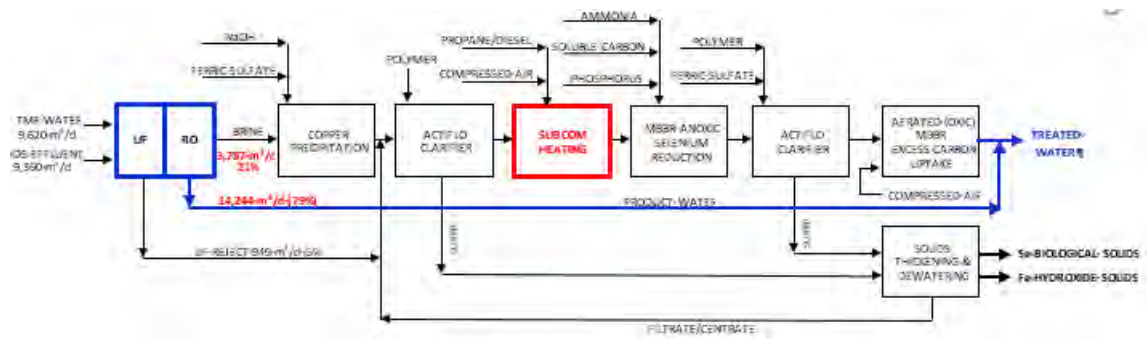 AMMONIA
NaOH
PROPANE/DIESEL
SOLUBLE-CARBON
POLYMER
POLYMER
FERRIC-SULFATE
COMPRESSED-AIR
PHOSPHORUS
FERRIC-SULFATE
TMF-WATER
9,620-m³/d
EFFLUENT
9,360-m³/d
UF
RO
BRINE
3,787-m³/d
21%
COPPER
PRECIPITATION
ACTIFLO
CLARIFIER
SUBCOM
HEATING
MBBR-ANOXIC
SELENIUM
REDUCTION
ACTIFLO
CLARIFIER
AERATED-(OXIC)
MBBR
EXCESS-CARBON
UPTAKE
TREATED-
WATER¶
14,244-m³/d-(79%)
PRODUCT-WATER
COMPRESSED-AIR
UF-REJECT-949-m³/d-5%
SOLIDS
THICKENING-&
DEWATERING
Se-BIOLOGICAL-SOLIDS
Fe-HYDROXIDE-SOLIDS
FILTRATE/CENTRATE